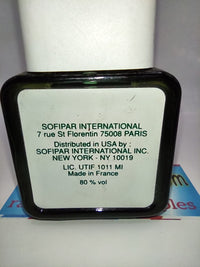 SOFIPAR INTERNATIONAL
7 rue St Florentin 75008 PARIS
Distributed in USA by :
SOFIPAR INTERNATIONAL INC.
NEW YORK - NY 10019
LIC. UTIF 1011 MI
Made in France
80 % vol